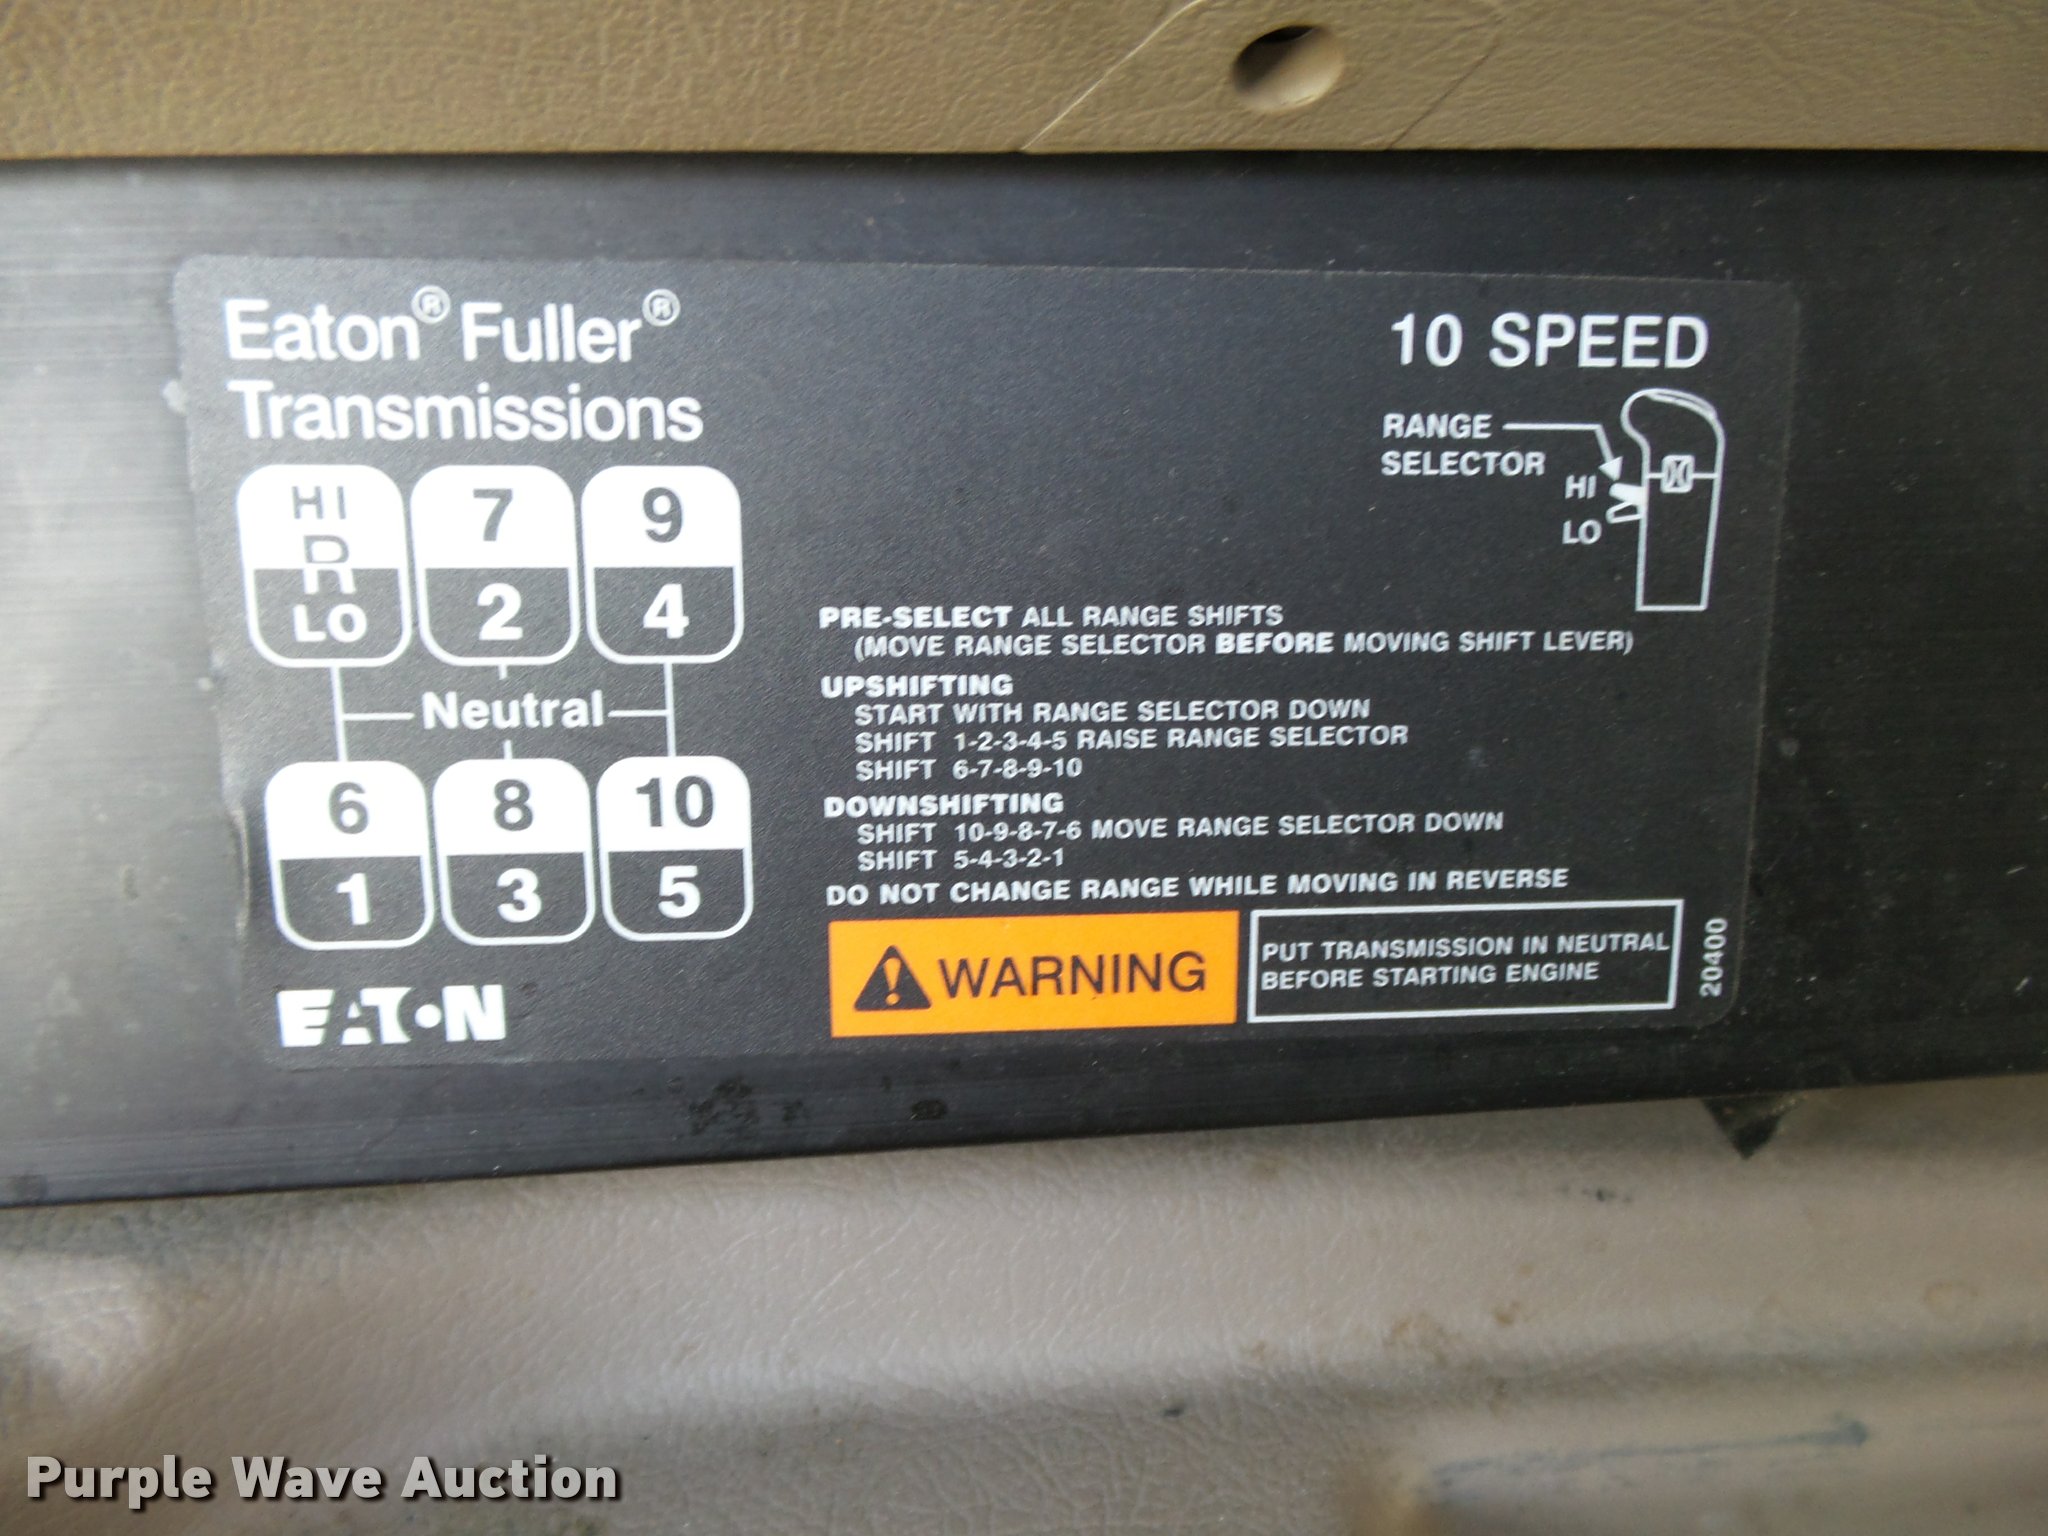 Eaton® Fuller®
Transmissions
10 SPEED
RANGE
SELECTOR
HI
LO
HI
R
LO
7
2
9
4
Neutral
6
1
8
3
10
5
PRE-SELECT ALL RANGE SHIFTS
(MOVE RANGE SELECTOR BEFORE MOVING SHIFT LEVER)
UPSHIFTING
START WITH RANGE SELECTOR DOWN
SHIFT 1-2-3-4-5 RAISE RANGE SELECTOR
SHIFT 6-7-8-9-10
DOWNSHIFTING
SHIFT 10-9-8-7-6 MOVE RANGE SELECTOR DOWN
SHIFT 5-4-3-2-1
DO NOT CHANGE RANGE WHILE MOVING IN REVERSE
WARNING
PUT TRANSMISSION IN NEUTRAL
BEFORE STARTING ENGINE
20400
EATON
Purple Wave Auction